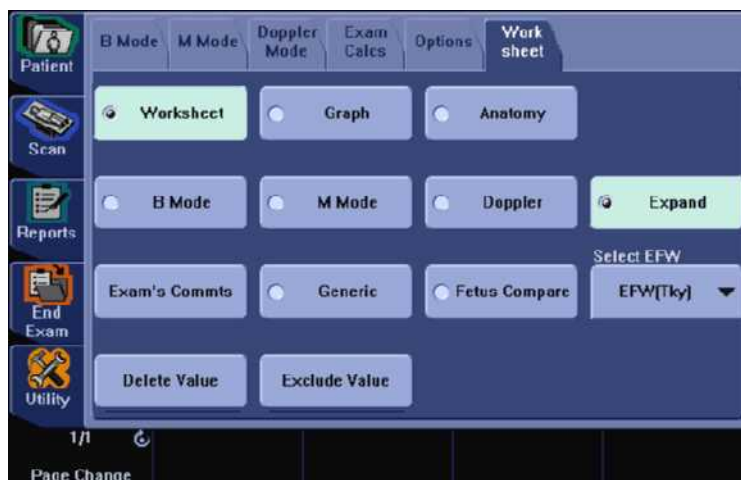 Patient
B Mode
M Mode
Doppler
Mode
Exam
Calcs
Options
Work
sheet
Worksheet
Graph
Anatomy
Scan
B Mode
M Mode
Doppler
Expand
Reports
Select EFW
Exam's Commts
Generic
Fetus Compare
EFW(Tky)
End
Exam
Delete Value
Exclude Value
Utility
1/1
Page Change